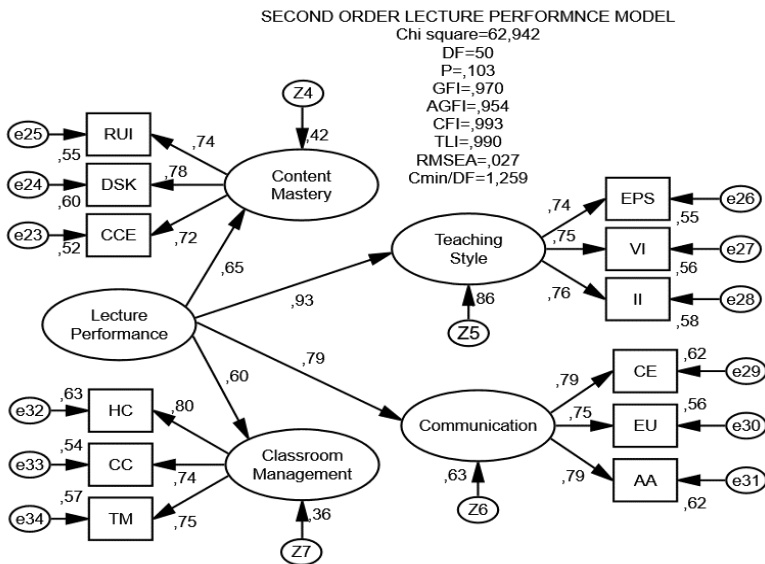 SECOND ORDER LECTURE PERFORMNCE MODEL
Chi square=62,942
DF=50
P=,103
GFI=,970
AGFI=,954
CFI=,993
TLI=,990
RMSEA=,027
Cmin/DF=1,259
Z4
,42
e25
RUI
,74
,55
e24
DSK
,78
,60
e23
CCE
,72
,52
Content
Mastery
EPS
e26
,74
,55
VI
e27
,75
,56
II
e28
,76
,58
Teaching
Style
,86
Z5
,65
,93
Lecture
Performance
,79
,60
e32
,63
HC
,80
e33
,54
CC
,74
e34
,57
TM
,75
Classroom
Management
,36
Z7
Communication
,63
Z6
CE
,62
e29
,79
EU
,56
e30
,75
AA
e31
,79
,62